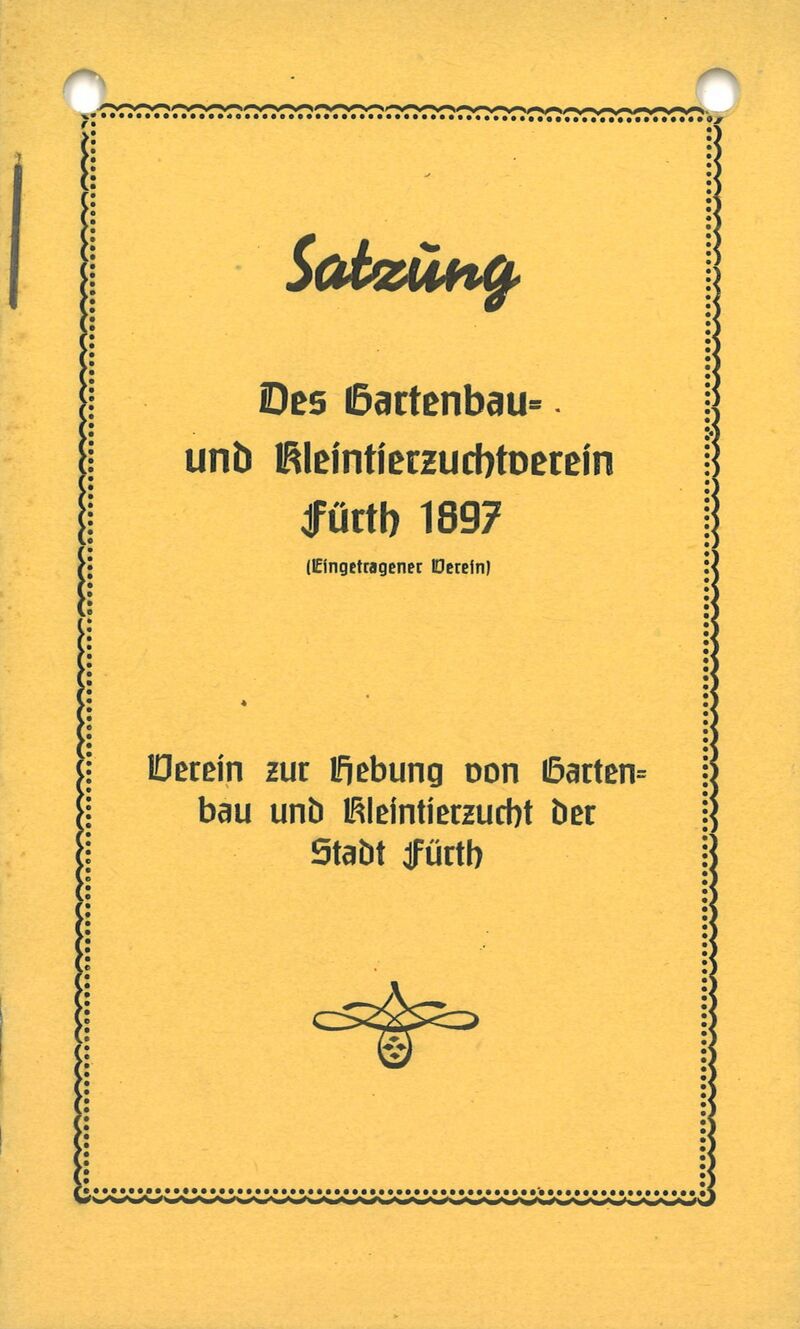 Satzung
Des Gartenbau=
und Kleintierzuchtverein
Fürth 1897
(Eingetragener Verein)
Verein zur Hebung von Garten=
bau und Kleintierzucht der
Stadt Fürth